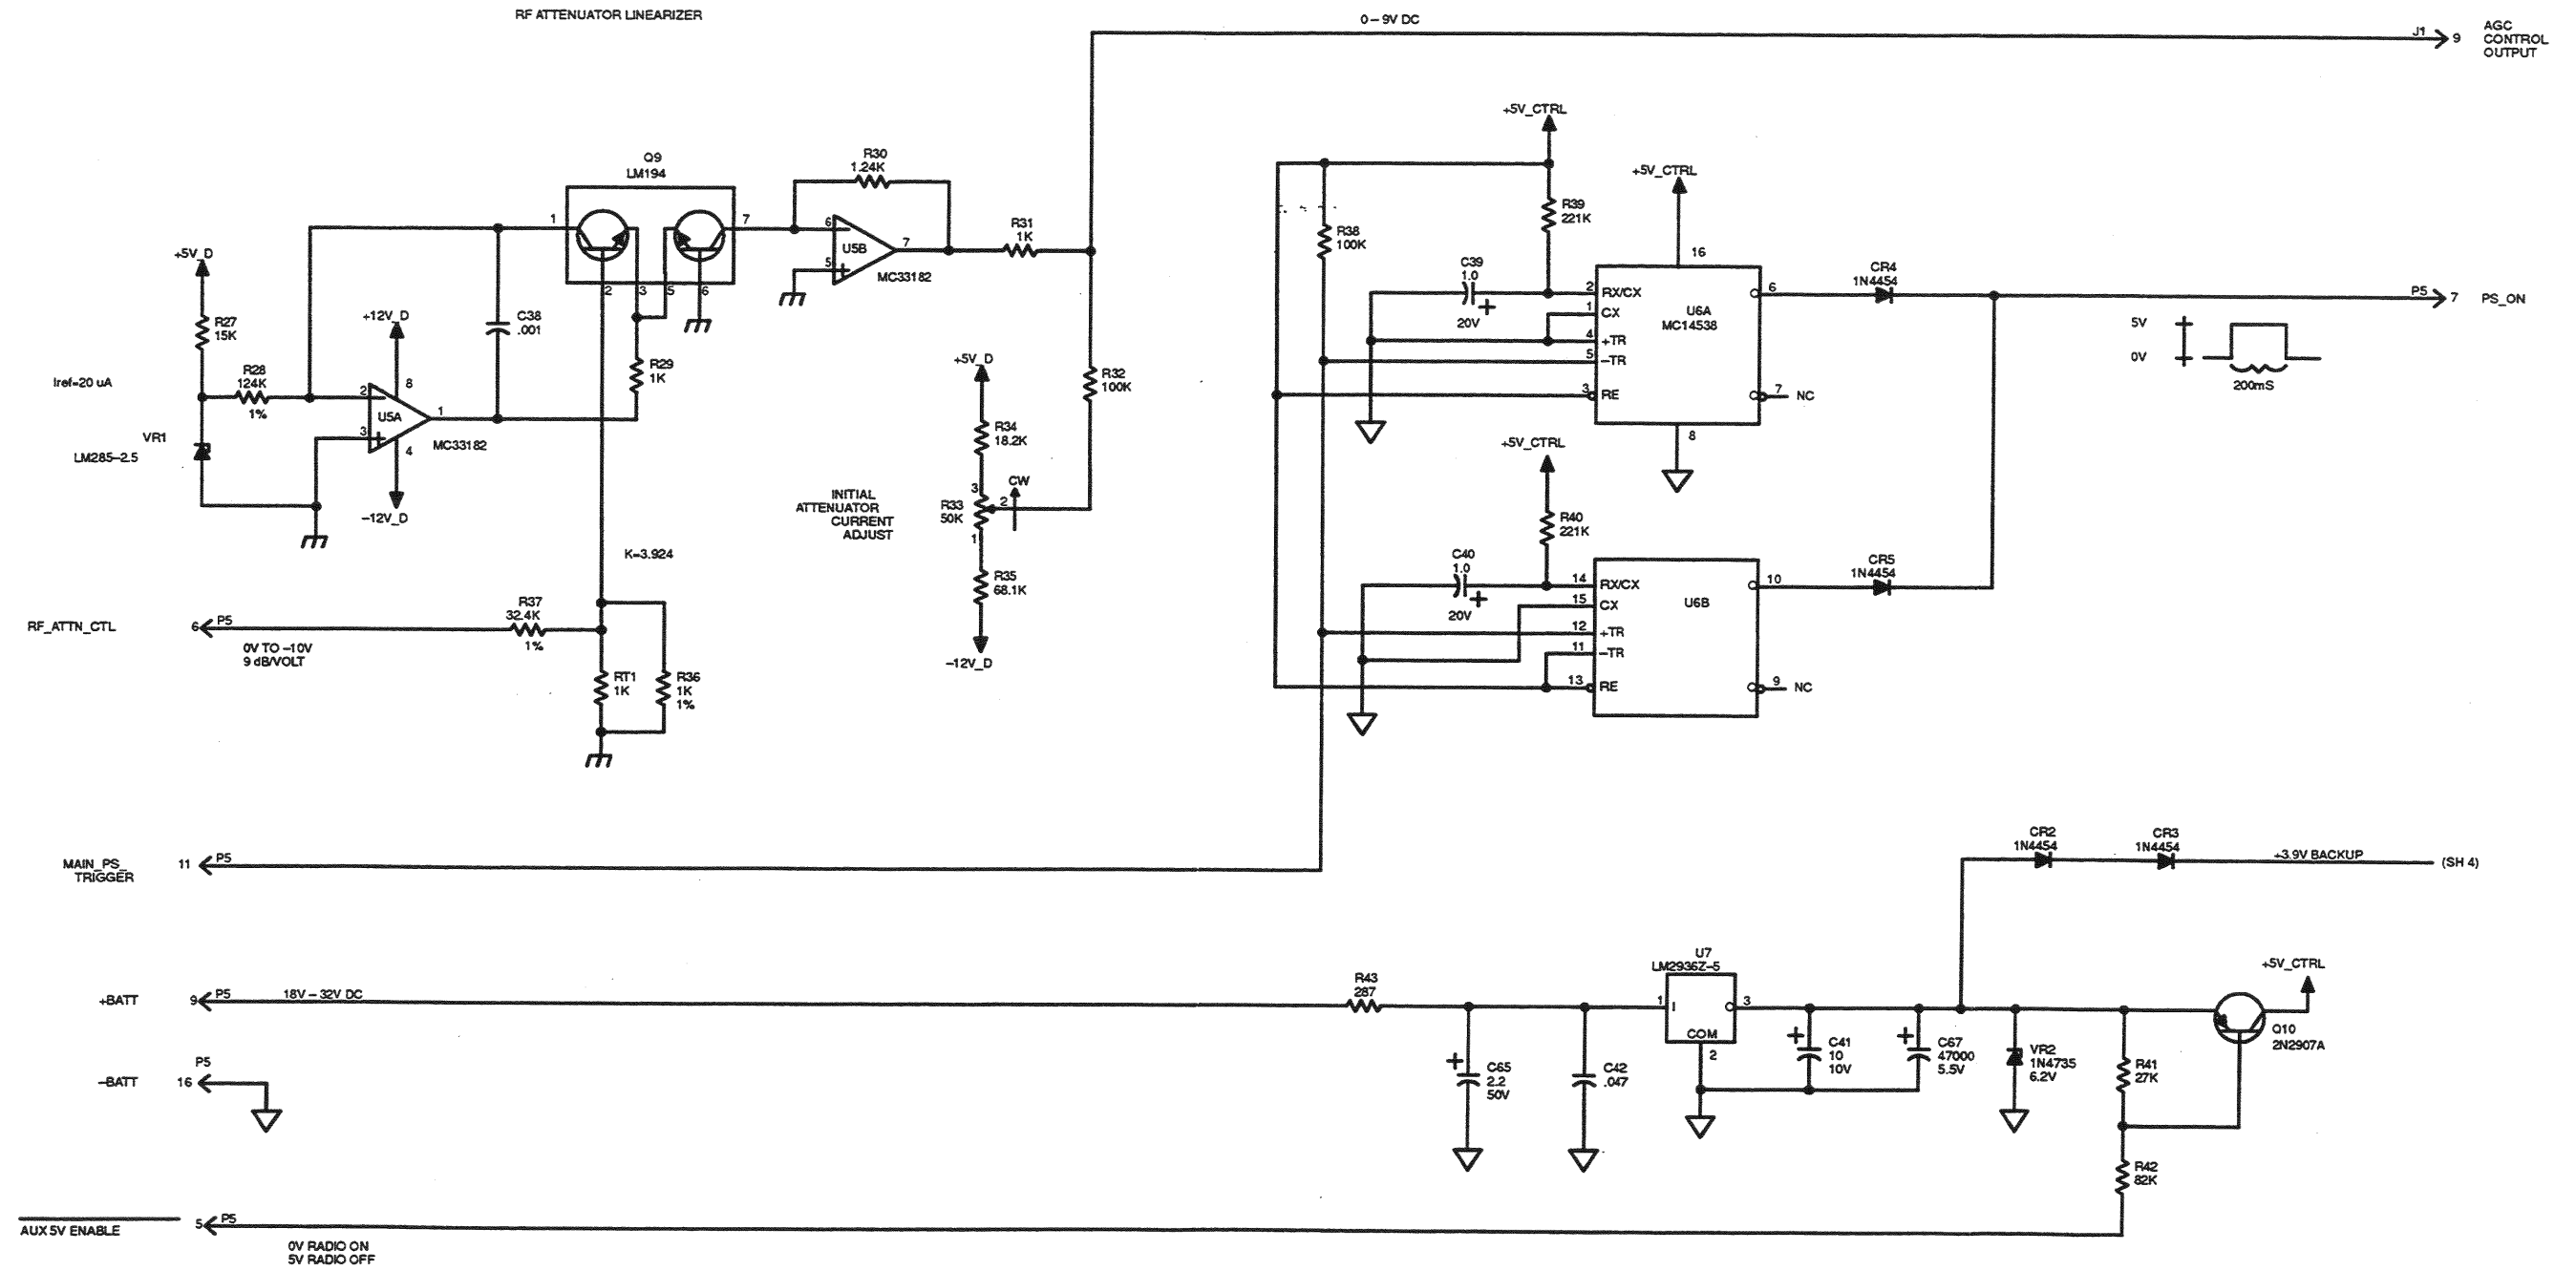 RF ATTENUATOR LINEARIZER
0 – 9V DC
J1
9
AGC
CONTROL
OUTPUT
Q9
LM194
1
2
3
5
6
7
R30
1.24K
6
5
7
U5B
MC33182
R31
1K
+5V_D
R27
15K
R28
124K
1%
Iref=20 uA
VR1
LM285–2.5
+12V_D
8
2
3
1
4
U5A
MC33182
–12V_D
C38
.001
R29
1K
K=3.924
+5V_D
R34
18.2K
3
CW
2
R33
50K
1
INITIAL
ATTENUATOR
CURRENT
ADJUST
R35
68.1K
–12V_D
R32
100K
RF_ATTN_CTL
6
P5
0V TO –10V
9 dB/VOLT
R37
32.4K
1%
RT1
1K
R36
1K
1%
+5V_CTRL
R39
221K
R38
100K
C39
1.0
+
20V
+5V_CTRL
16
2
RX/CX
1
CX
4
+TR
5
–TR
3
RE
U6A
MC14538
6
7
NC
8
CR4
1N4454
P5
7
PS_ON
5V
0V
200mS
+5V_CTRL
R40
221K
C40
1.0
+
20V
14
RX/CX
15
CX
12
+TR
11
–TR
13
RE
U6B
10
9
NC
CR5
1N4454
MAIN_PS_
TRIGGER
11
P5
CR2
1N4454
CR3
1N4454
+3.9V BACKUP
(SH 4)
+BATT
9
P5
18V – 32V DC
R43
287
U7
LM2936Z–5
1
I
3
COM
2
+
C65
2.2
50V
C42
.047
+
C41
10
10V
+
C67
47000
5.5V
VR2
1N4735
6.2V
R41
27K
+5V_CTRL
Q10
2N2907A
R42
82K
–BATT
16
P5
AUX 5V ENABLE
5
P5
0V RADIO ON
5V RADIO OFF